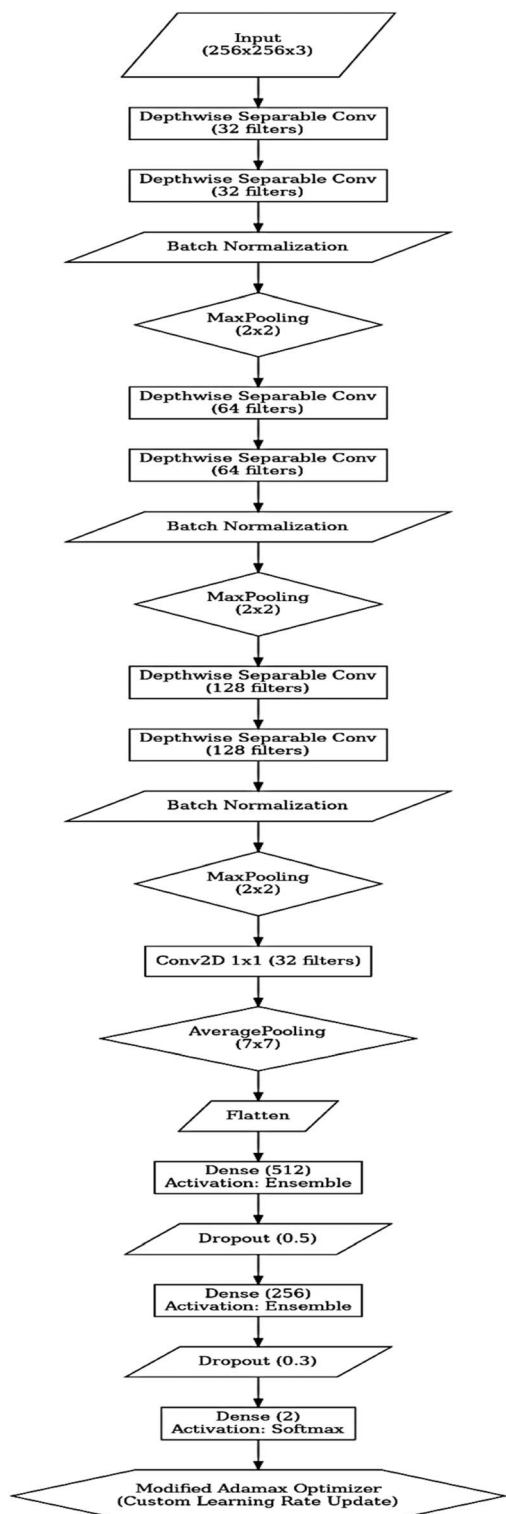 Input
(256x256x3)
Depthwise Separable Conv
(32 filters)
Depthwise Separable Conv
(32 filters)
Batch Normalization
MaxPooling
(2x2)
Depthwise Separable Conv
(64 filters)
Depthwise Separable Conv
(64 filters)
Batch Normalization
MaxPooling
(2x2)
Depthwise Separable Conv
(128 filters)
Depthwise Separable Conv
(128 filters)
Batch Normalization
MaxPooling
(2x2)
Conv2D 1x1 (32 filters)
AveragePooling
(7x7)
Flatten
Dense (512)
Activation: Ensemble
Dropout (0.5)
Dense (256)
Activation: Ensemble
Dropout (0.3)
Dense (2)
Activation: Softmax
Modified Adamax Optimizer
(Custom Learning Rate Update)